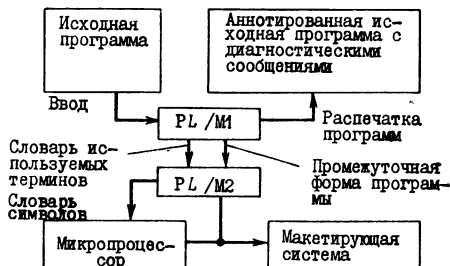 Исходная
программа
Аннотированная ис-
ходная программа с
диагностическими
сообщениями
Ввод
PL/M1
Распечатка
программ
Словарь ис-
пользуемых
терминов
Промежуточная
форма програм-
мы
PL/M2
Словарь
символов
Микропроцес-
сор
Макетирующая
система